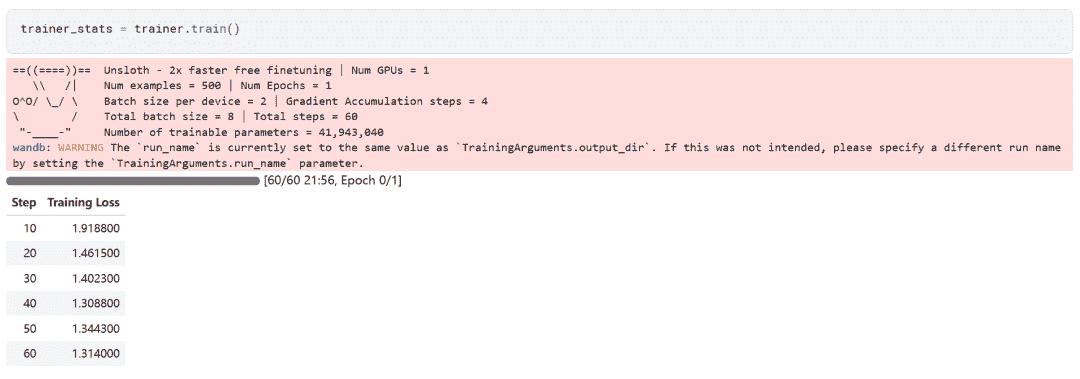 trainer_stats = trainer.train()
==((====))==  Unsloth - 2x faster free finetuning | Num GPUs = 1
   \\   /|    Num examples = 500 | Num Epochs = 1
O^O/ \_/ \    Batch size per device = 2 | Gradient Accumulation steps = 4
\        /    Total batch size = 8 | Total steps = 60
 "-____-"     Number of trainable parameters = 41,943,040
wandb: WARNING The `run_name` is currently set to the same value as `TrainingArguments.output_dir`. If this was not intended, please specify a different run name
by setting the `TrainingArguments.run_name` parameter.
[60/60 21:56, Epoch 0/1]
Step Training Loss
10 1.918800
20 1.461500
30 1.402300
40 1.308800
50 1.344300
60 1.314000